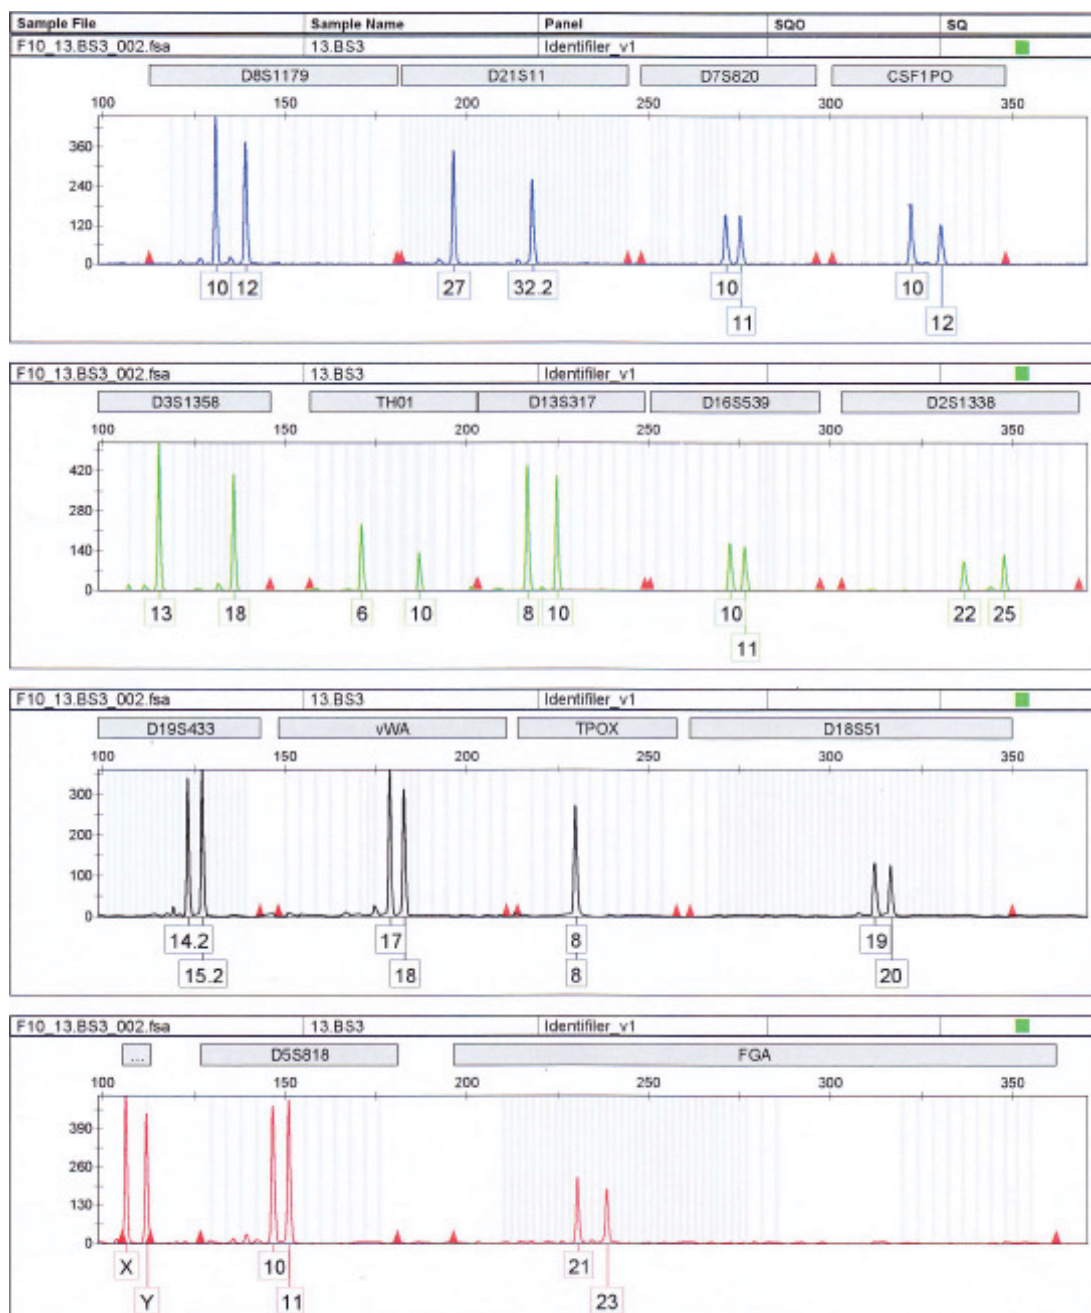 Sample File Sample Name Panel SQO SQ
F10_13.BS3_002.fsa 13.BS3 Identifiler_v1
D8S1179 D21S11 D7S820 CSF1PO
100 150 200 250 300 350
360
240
120
0
10 12 27 32.2 10 10
11 12
F10_13.BS3_002.fsa 13.BS3 Identifiler_v1
D3S1358 TH01 D13S317 D16S539 D2S1338
100 150 200 250 300 350
420
280
140
0
13 18 6 10 8 10 10 22 25
11
F10_13.BS3_002.fsa 13.BS3 Identifiler_v1
D19S433 vWA TPOX D18S51
100 150 200 250 300 350
300
200
100
0
14.2 17 8 19
15.2 18 8 20
F10_13.BS3_002.fsa 13.BS3 Identifiler_v1
... D5S818 FGA
100 150 200 250 300 350
390
260
130
0
X 10 21
Y 11 23